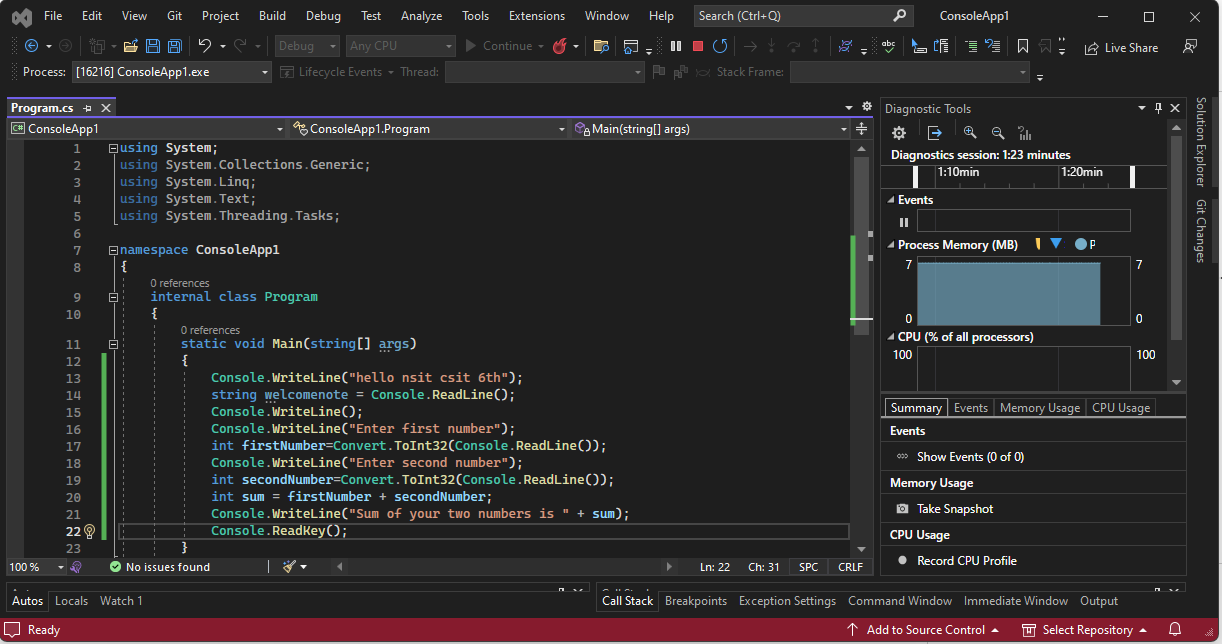 File Edit View Git Project Build Debug Test Analyze Tools Extensions Window Help Search (Ctrl+Q) ConsoleApp1
Debug Any CPU Continue abc Live Share
Process: [16216] ConsoleApp1.exe Lifecycle Events Thread: Stack Frame:
Program.cs
C# ConsoleApp1 ConsoleApp1.Program Main(string[] args)
1 using System;
2 using System.Collections.Generic;
3 using System.Linq;
4 using System.Text;
5 using System.Threading.Tasks;
6
7 namespace ConsoleApp1
8 {
0 references
9 internal class Program
10 {
0 references
11 static void Main(string[] args)
12 {
13 Console.WriteLine("hello nsit csit 6th");
14 string welcomenote = Console.ReadLine();
15 Console.WriteLine();
16 Console.WriteLine("Enter first number");
17 int firstNumber=Convert.ToInt32(Console.ReadLine());
18 Console.WriteLine("Enter second number");
19 int secondNumber=Convert.ToInt32(Console.ReadLine());
20 int sum = firstNumber + secondNumber;
21 Console.WriteLine("Sum of your two numbers is " + sum);
22 Console.ReadKey();
23 }
100 % No issues found Ln: 22 Ch: 31 SPC CRLF
Diagnostic Tools
Diagnostics session: 1:23 minutes
1:10min 1:20min
Events
Process Memory (MB) P
7 7
0 0
CPU (% of all processors)
100 100
Summary Events Memory Usage CPU Usage
Events
Show Events (0 of 0)
Memory Usage
Take Snapshot
CPU Usage
Record CPU Profile
Solution Explorer
Git Changes
Autos Locals Watch 1
Call Stack Breakpoints Exception Settings Command Window Immediate Window Output
Ready Add to Source Control Select Repository